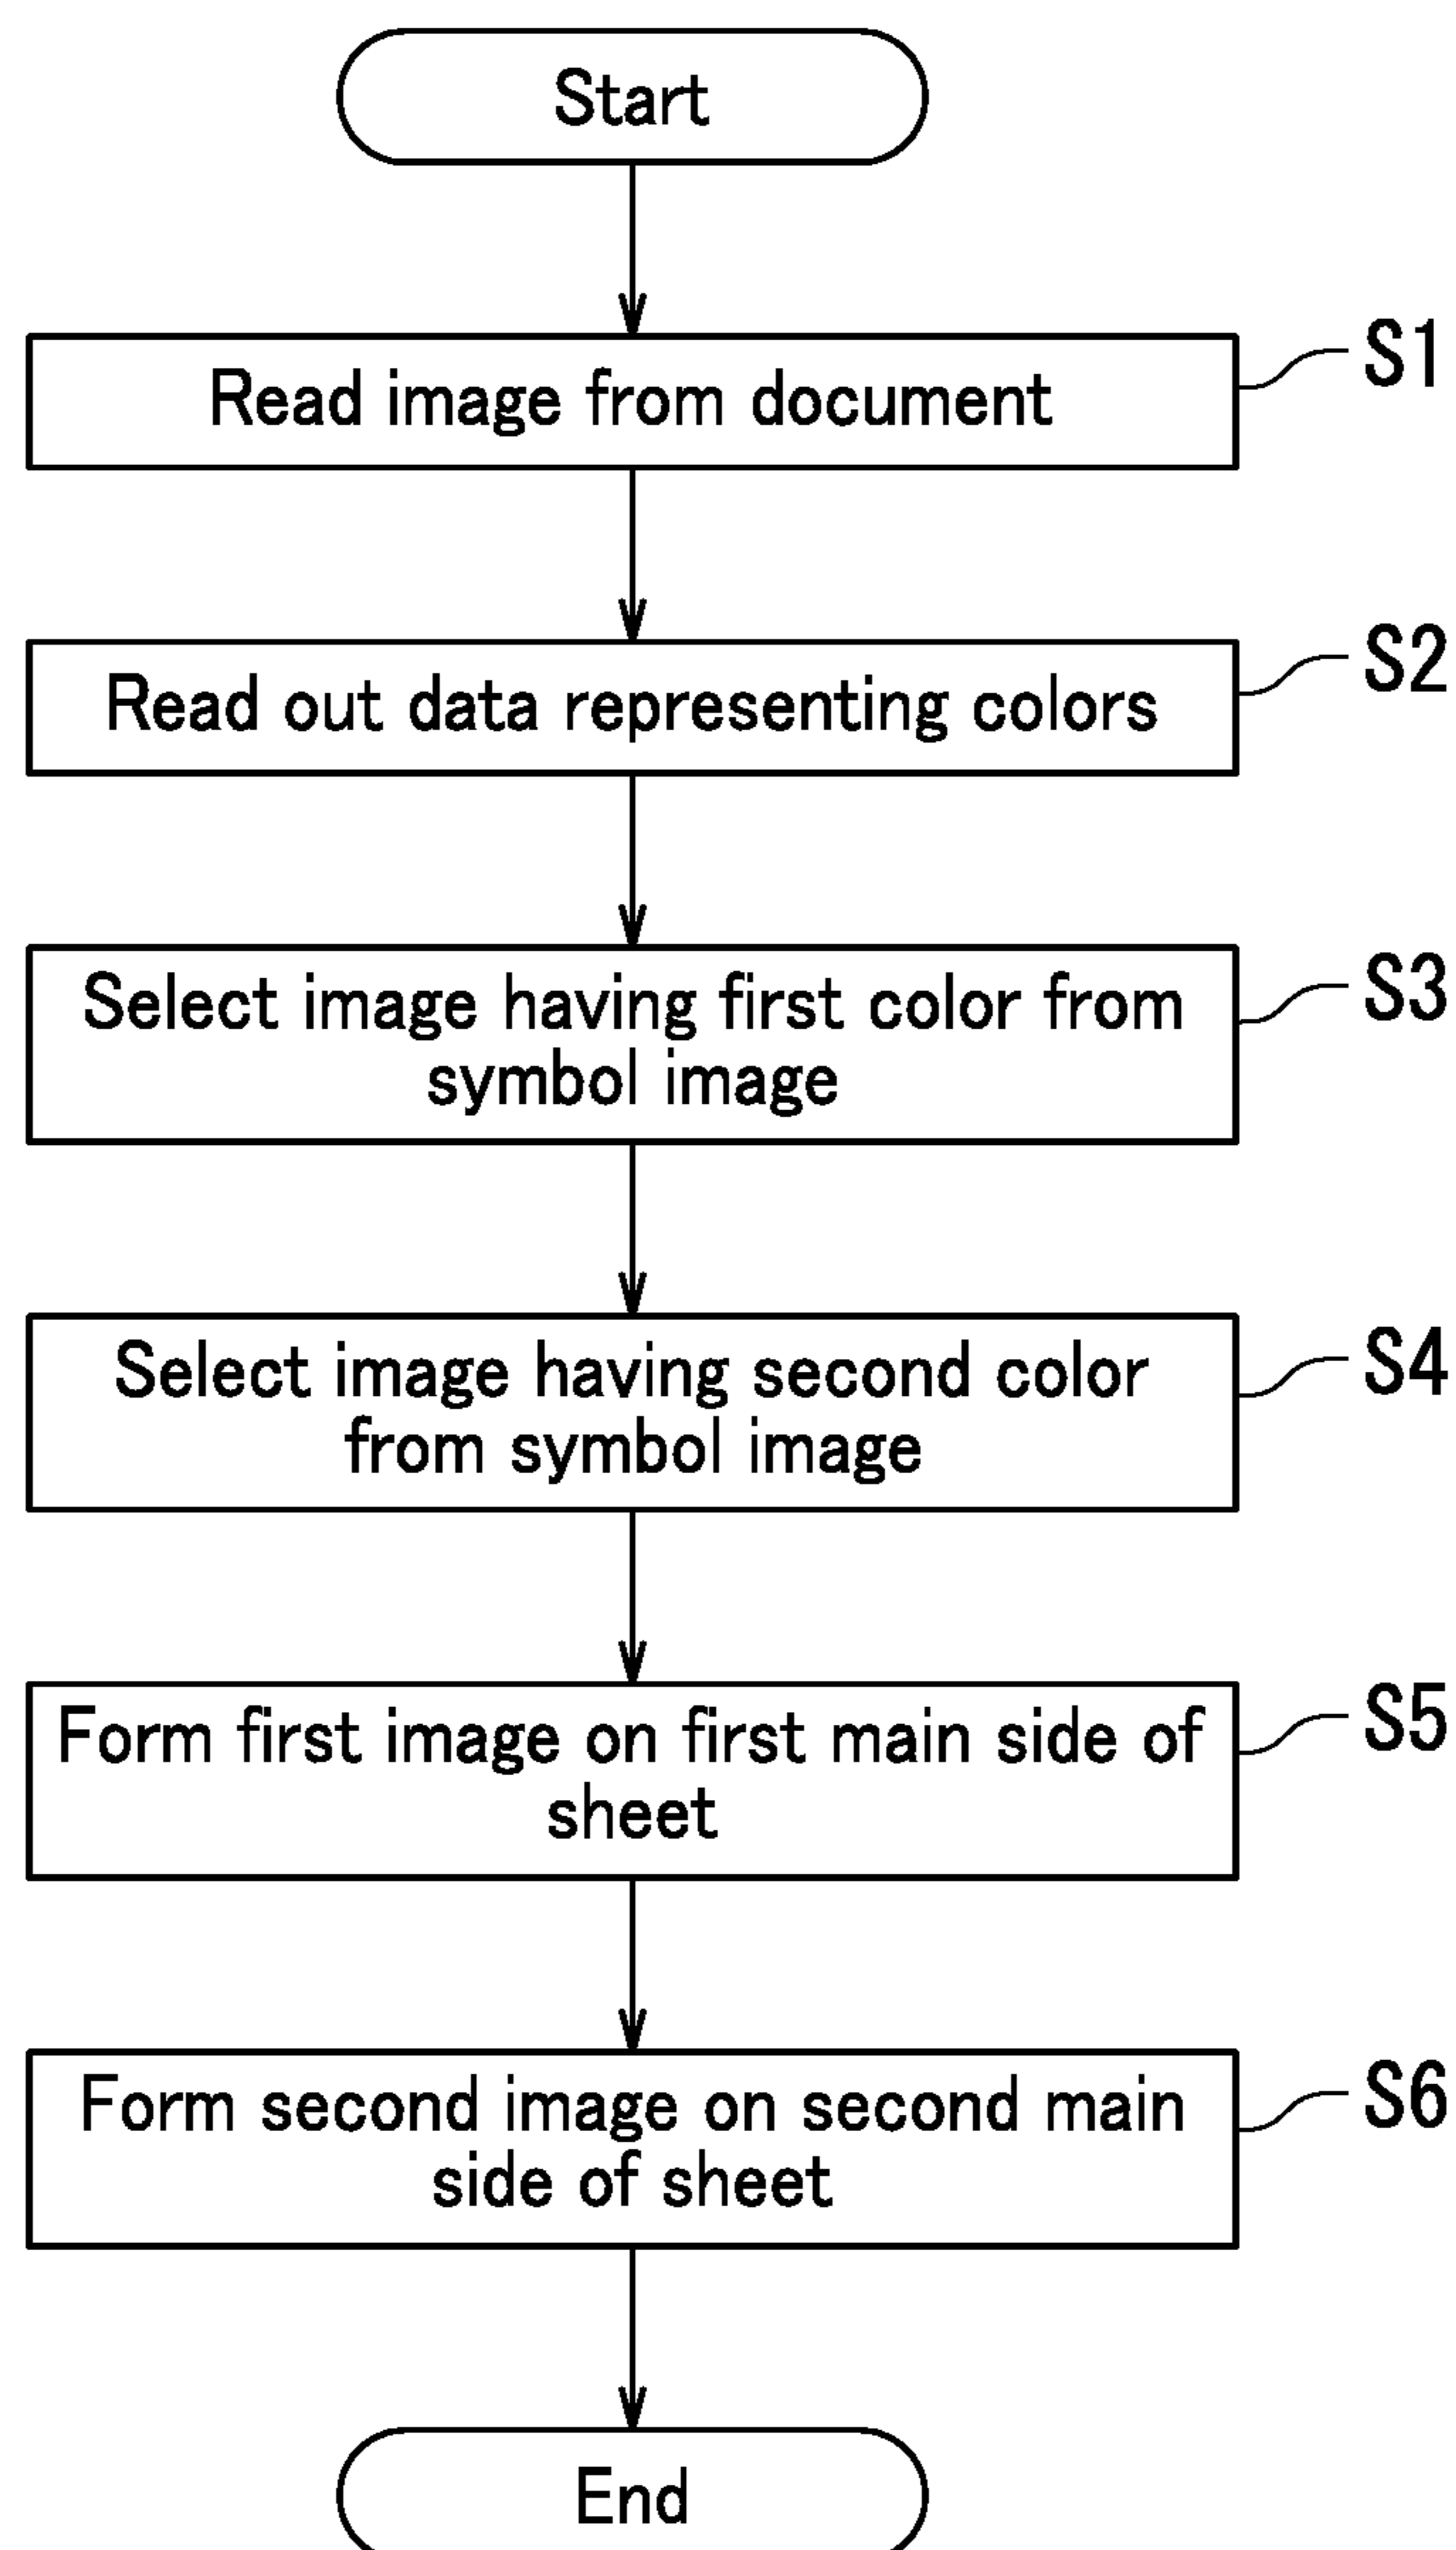 Start
Read image from document
S1
Read out data representing colors
S2
Select image having first color from
symbol image
S3
Select image having second color
from symbol image
S4
Form first image on first main side of
sheet
S5
Form second image on second main
side of sheet
S6
End